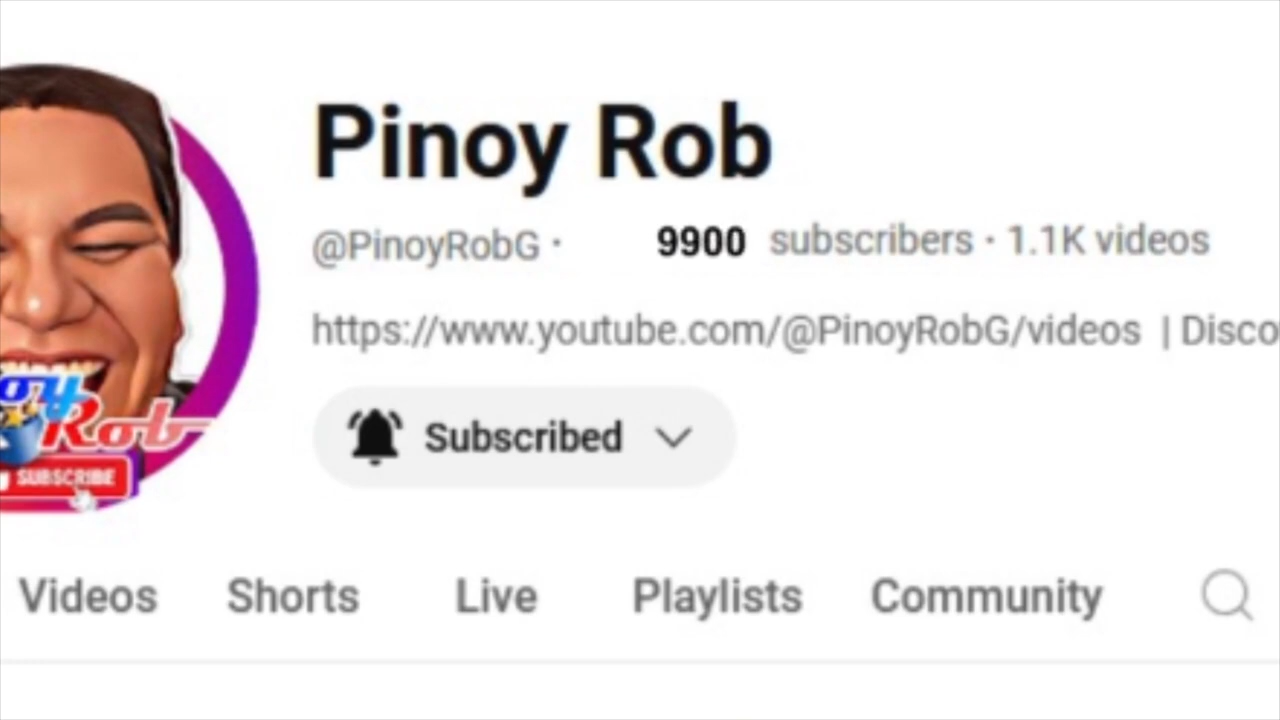 Pinoy Rob
@PinoyRobG · 9900 subscribers · 1.1K videos
https://www.youtube.com/@PinoyRobG/videos | Disco
Subscribed
oy
Rob
SUBSCRIBE
Videos Shorts Live Playlists Community